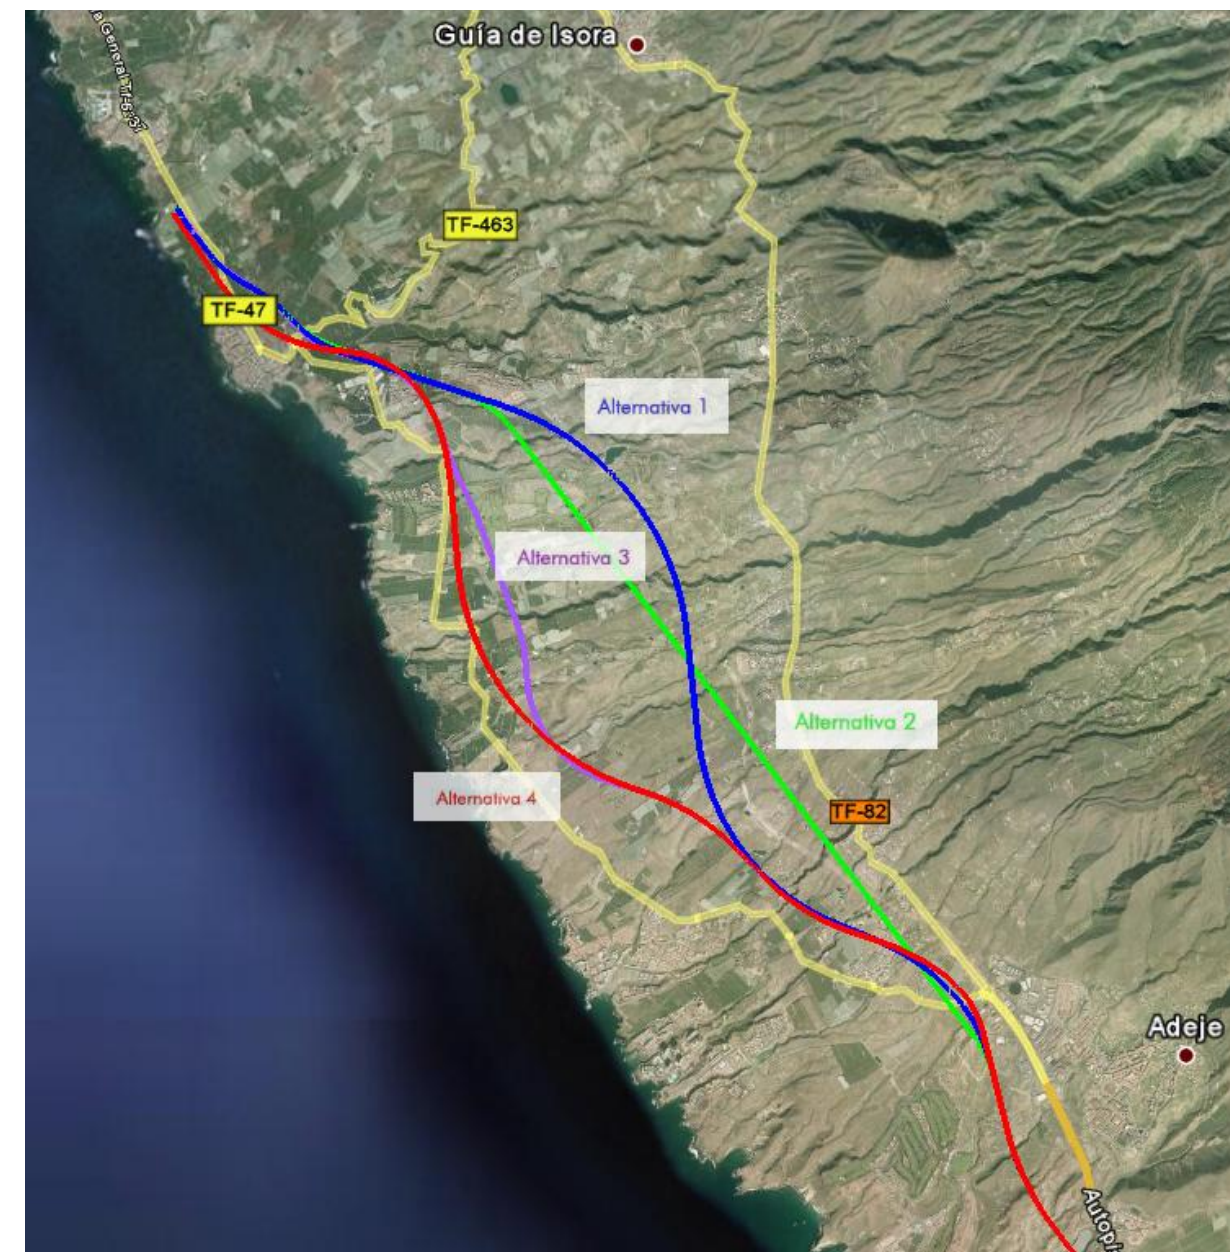 Guía de Isora
TF-463
TF-47
Alternativa 1
Alternativa 3
Alternativa 2
Alternativa 4
TF-82
Adeje